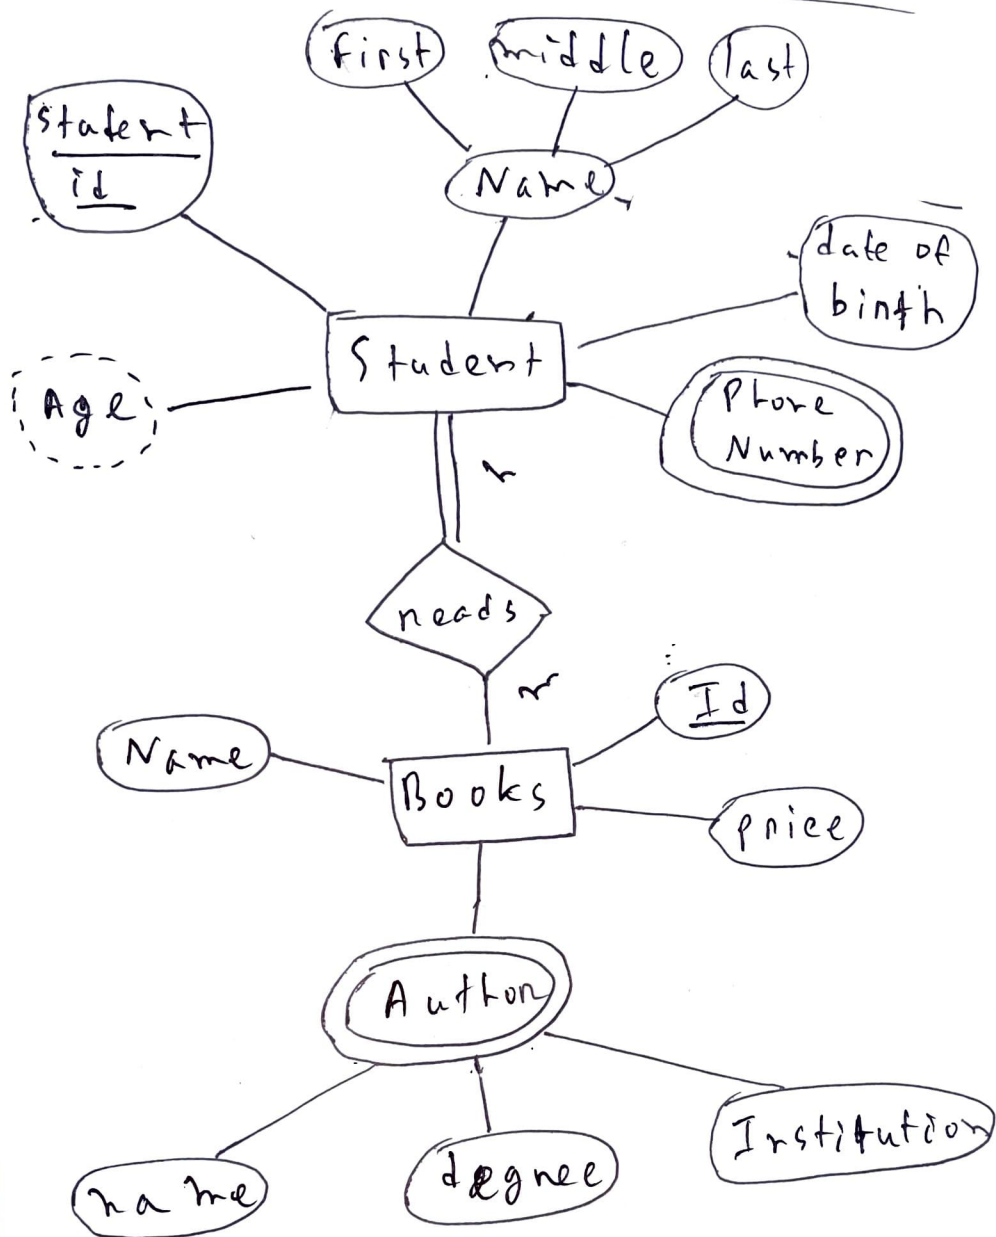 first
middle
last
Student
id
Name
date of
birth
Student
Age
Phone
Number
needs
Id
Name
Books
price
Author
name
degree
Institution